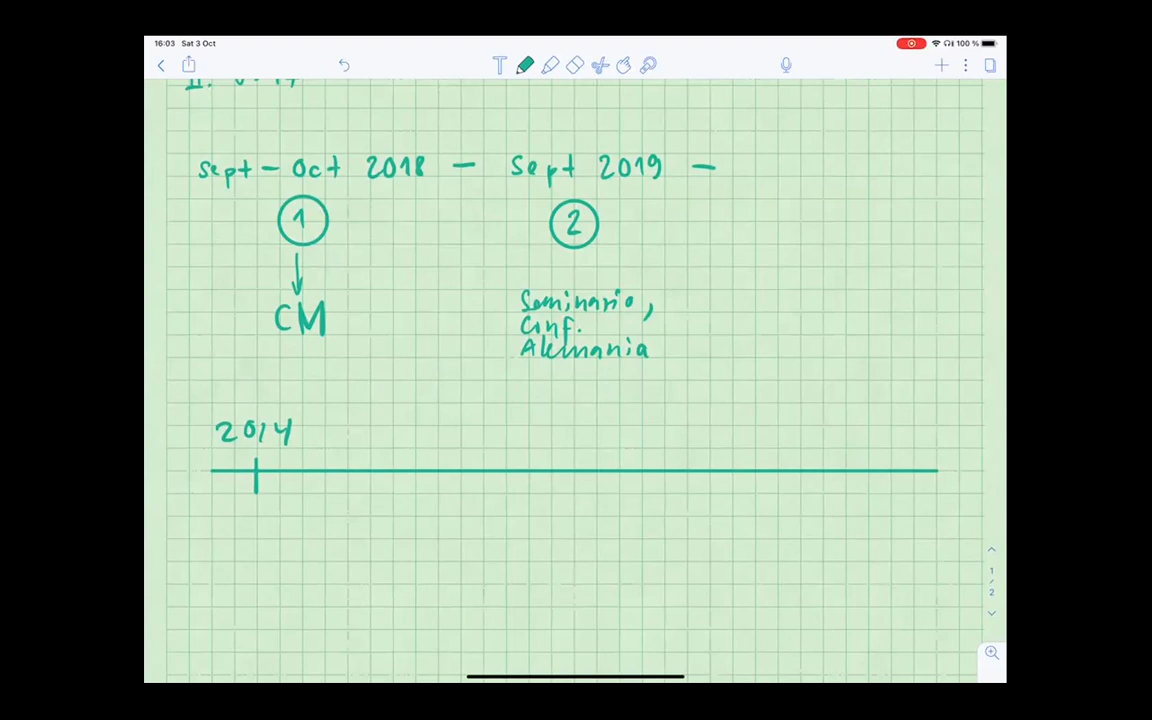 16:03 Sat 3 Oct
100 %
T
Sept - Oct 2018 - Sept 2019 -
1
2
CM
Seminario,
Conf.
Alemania
2014
1
/
2